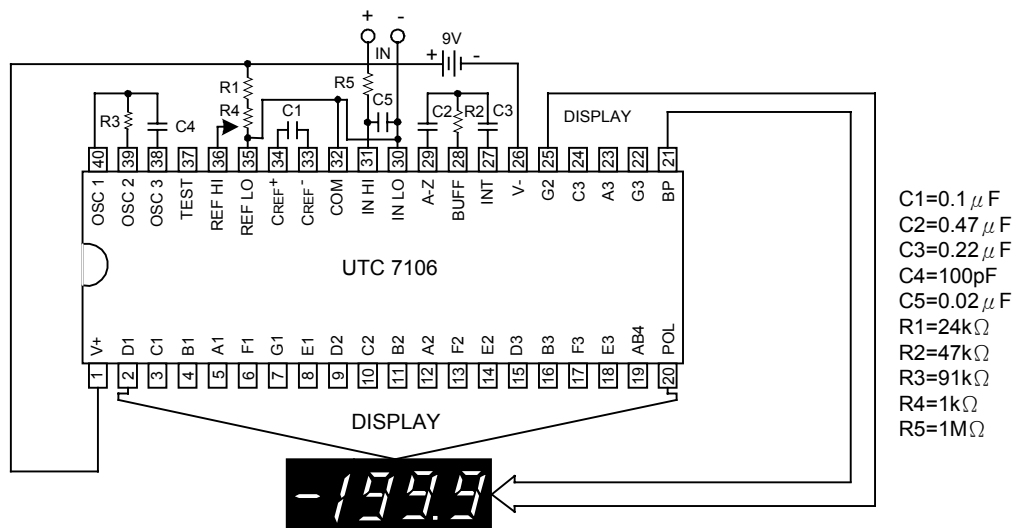 + -
IN
+ 9V -
R1
R5
C5
R4
C1
R3
C4
C2
R2
C3
DISPLAY
40 39 38 37 36 35 34 33 32 31 30 29 28 27 26 25 24 23 22 21
OSC 1 OSC 2 OSC 3 TEST REF HI REF LO CREF+ CREF- COM IN HI IN LO A-Z BUFF INT V- G2 C3 A3 G3 BP
UTC 7106
V+ D1 C1 B1 A1 F1 G1 E1 D2 C2 B2 A2 F2 E2 D3 B3 F3 E3 AB4 POL
1 2 3 4 5 6 7 8 9 10 11 12 13 14 15 16 17 18 19 20
DISPLAY
-199.9
C1=0.1μF
C2=0.47μF
C3=0.22μF
C4=100pF
C5=0.02μF
R1=24kΩ
R2=47kΩ
R3=91kΩ
R4=1kΩ
R5=1MΩ